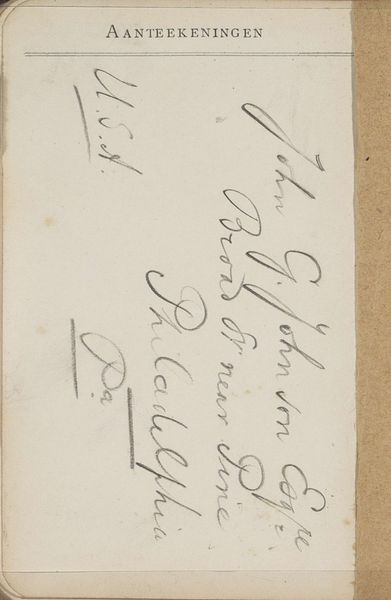 AANTEEKENINGEN
John G. Johnson Esqre
Broad St near Pine
Philadelphia
Pa
U.S.A.